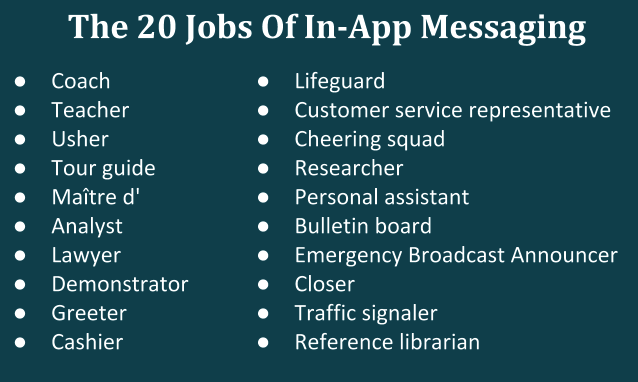 The 20 Jobs Of In-App Messaging
● Coach
● Teacher
● Usher
● Tour guide
● Maître d'
● Analyst
● Lawyer
● Demonstrator
● Greeter
● Cashier
● Lifeguard
● Customer service representative
● Cheering squad
● Researcher
● Personal assistant
● Bulletin board
● Emergency Broadcast Announcer
● Closer
● Traffic signaler
● Reference librarian